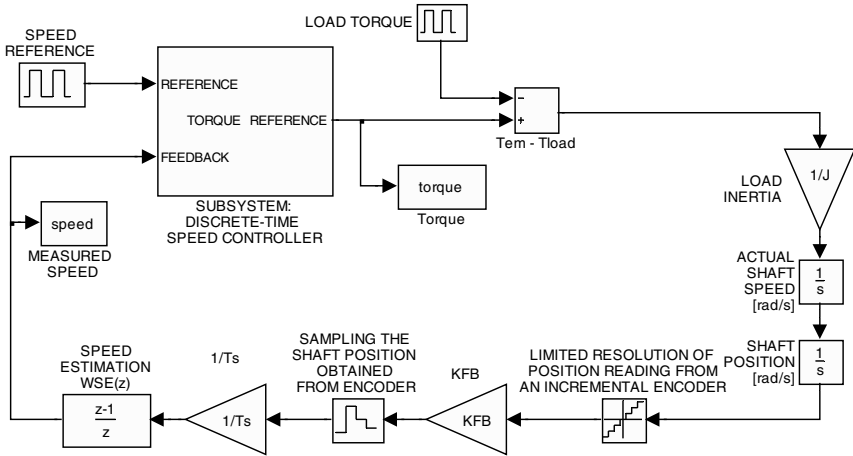 SPEED
REFERENCE
LOAD TORQUE
REFERENCE
TORQUE REFERENCE
FEEDBACK
SUBSYSTEM:
DISCRETE-TIME
SPEED CONTROLLER
−
+
Tem - Tload
torque
Torque
1/J
LOAD
INERTIA
speed
MEASURED
SPEED
ACTUAL
SHAFT
SPEED
[rad/s]
1
s
SHAFT
POSITION
[rad/s]
1
s
LIMITED RESOLUTION OF
POSITION READING FROM
AN INCREMENTAL ENCODER
KFB
KFB
SAMPLING THE
SHAFT POSITION
OBTAINED
FROM ENCODER
1/Ts
1/Ts
SPEED
ESTIMATION
WSE(z)
z-1
z